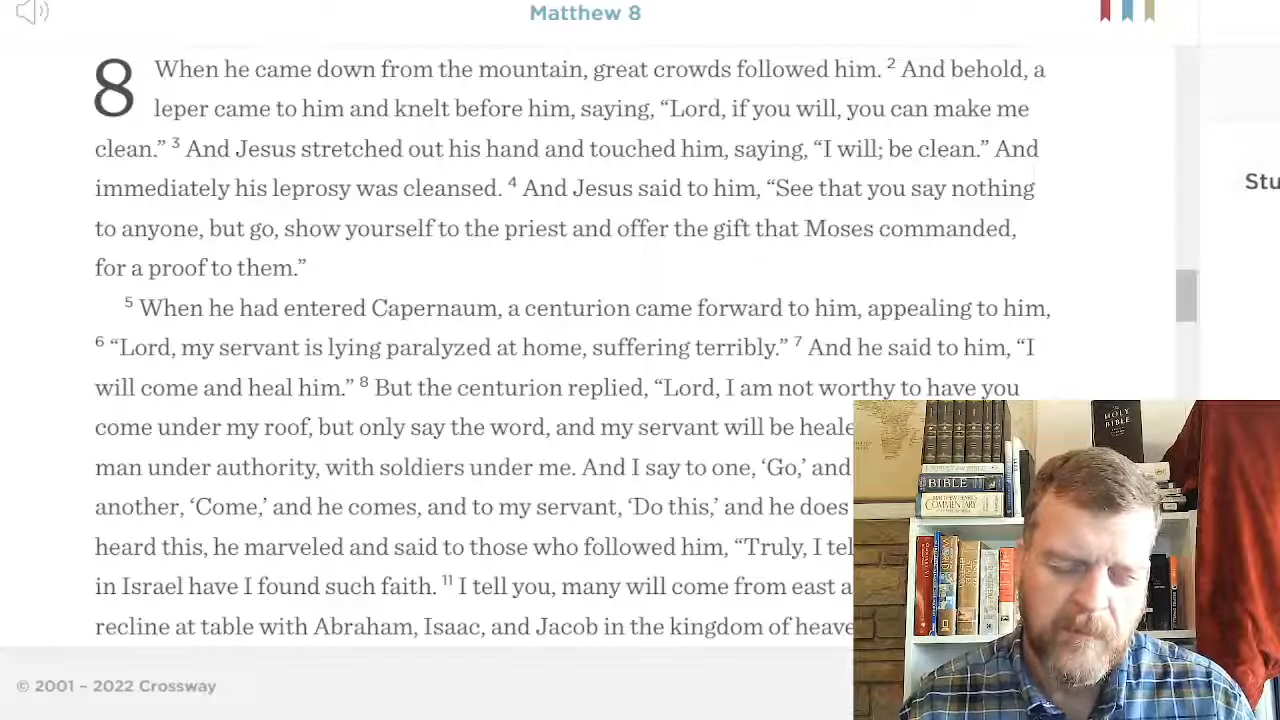 Matthew 8
8 When he came down from the mountain, great crowds followed him. 2 And behold, a
leper came to him and knelt before him, saying, “Lord, if you will, you can make me
clean.” 3 And Jesus stretched out his hand and touched him, saying, “I will; be clean.” And
immediately his leprosy was cleansed. 4 And Jesus said to him, “See that you say nothing
to anyone, but go, show yourself to the priest and offer the gift that Moses commanded,
for a proof to them.”
5 When he had entered Capernaum, a centurion came forward to him, appealing to him,
6 “Lord, my servant is lying paralyzed at home, suffering terribly.” 7 And he said to him, “I
will come and heal him.” 8 But the centurion replied, “Lord, I am not worthy to have you
come under my roof, but only say the word, and my servant will be heale
man under authority, with soldiers under me. And I say to one, ‘Go,’ and
another, ‘Come,’ and he comes, and to my servant, ‘Do this,’ and he does
heard this, he marveled and said to those who followed him, “Truly, I tel
in Israel have I found such faith. 11 I tell you, many will come from east a
recline at table with Abraham, Isaac, and Jacob in the kingdom of heave
Stu
© 2001 – 2022 Crossway
HOLY
BIBLE
BIBLE
COMMENTARY